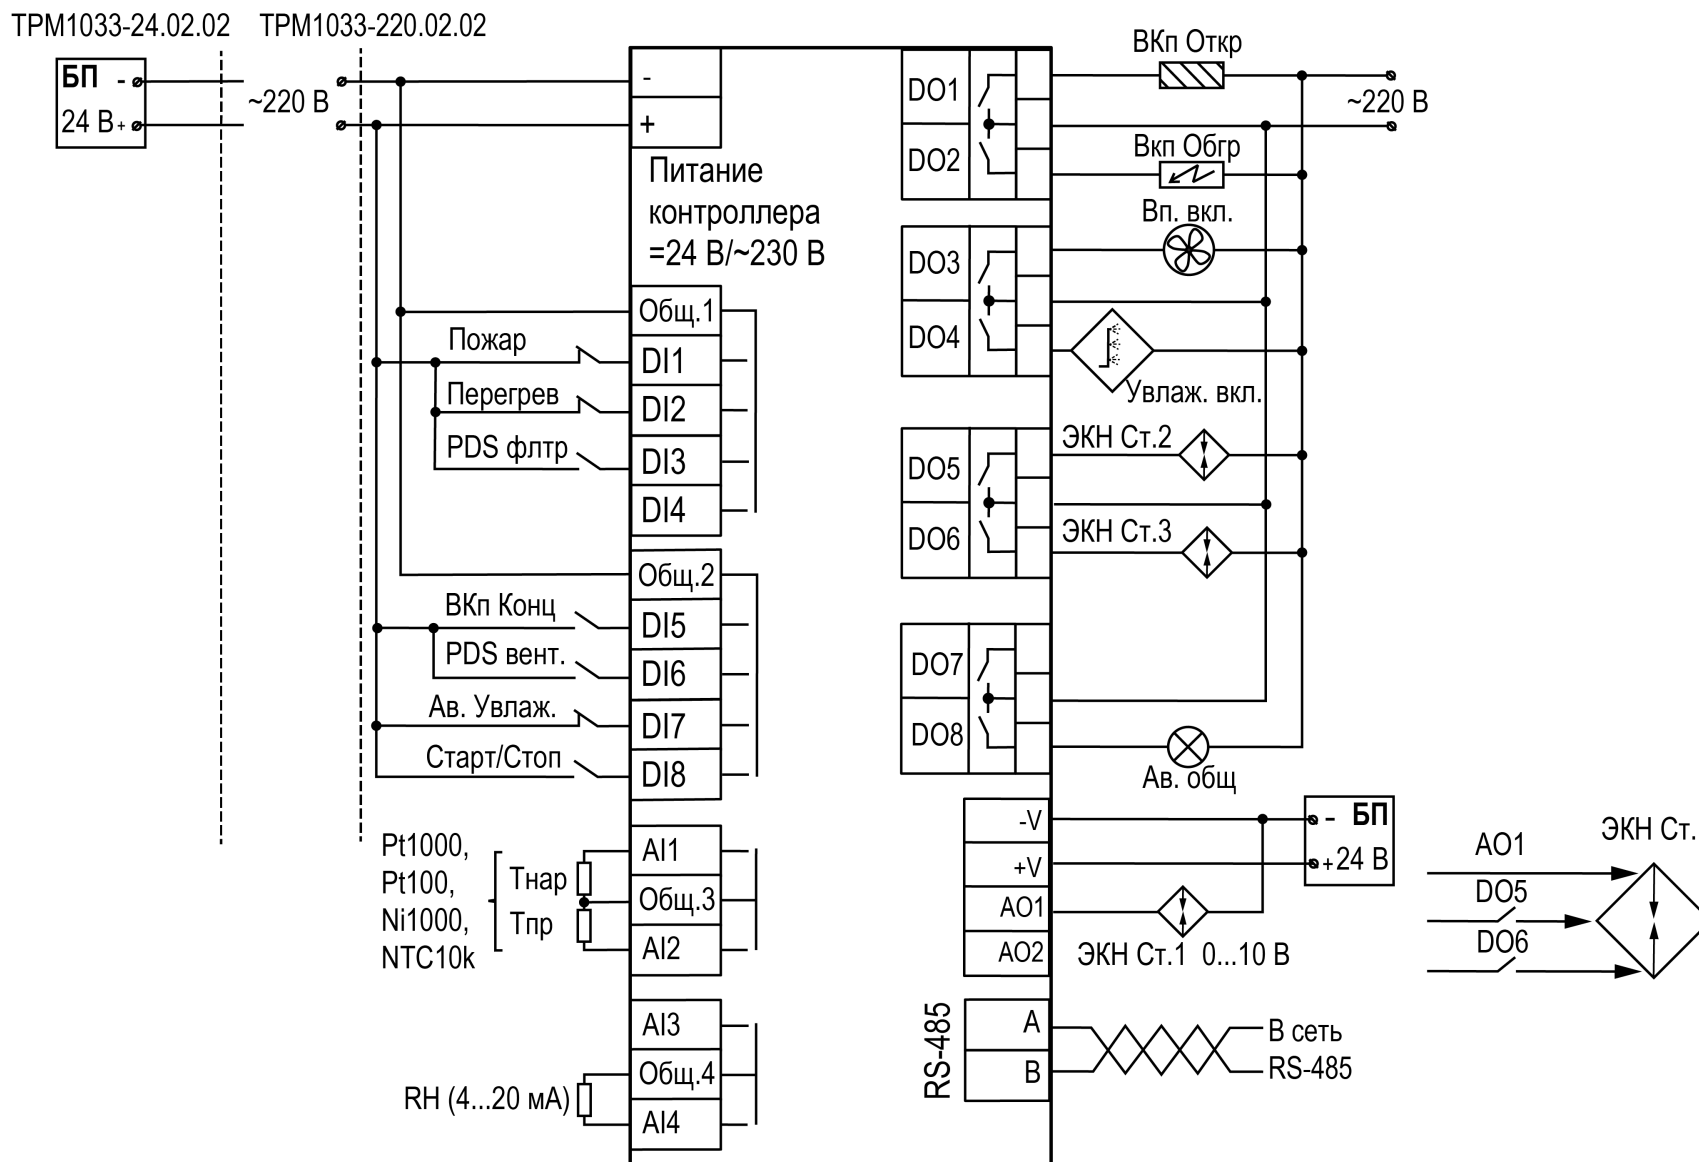 ТРМ1033-24.02.02
ТРМ1033-220.02.02
БП -
24 В +
~220 В
-
+
Питание
контроллера
=24 В/~230 В
Общ.1
Пожар
DI1
Перегрев
DI2
PDS флтр
DI3
DI4
Общ.2
ВКп Конц
DI5
PDS вент.
DI6
Ав. Увлаж.
DI7
Старт/Стоп
DI8
Pt1000,
Pt100,
Ni1000,
NTC10k
Тнар
Тпр
AI1
Общ.3
AI2
AI3
Общ.4
RH (4...20 мА)
AI4
DO1
DO2
ВКп Откр
~220 В
Вкп Обгр
Вп. вкл.
DO3
DO4
Увлаж. вкл.
DO5
DO6
ЭКН Ст.2
ЭКН Ст.3
DO7
DO8
Ав. общ
-V
+V
AO1
AO2
- БП
+ 24 В
ЭКН Ст.1 0...10 В
RS-485
A
B
В сеть
RS-485
ЭКН Ст.
AO1
DO5
DO6